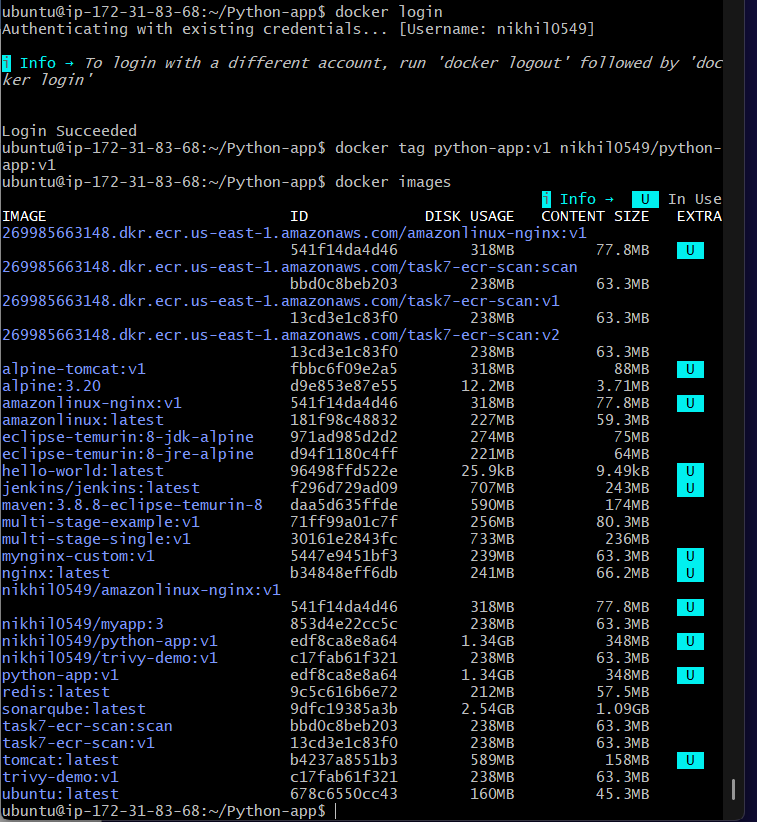 ubuntu@ip-172-31-83-68:~/Python-app$ docker login
Authenticating with existing credentials... [Username: nikhil0549]
i Info → To login with a different account, run 'docker logout' followed by 'doc
ker login'
Login Succeeded
ubuntu@ip-172-31-83-68:~/Python-app$ docker tag python-app:v1 nikhil0549/python-
app:v1
ubuntu@ip-172-31-83-68:~/Python-app$ docker images
i Info → U In Use
IMAGE ID DISK USAGE CONTENT SIZE EXTRA
269985663148.dkr.ecr.us-east-1.amazonaws.com/amazonlinux-nginx:v1
541f14da4d46 318MB 77.8MB U
269985663148.dkr.ecr.us-east-1.amazonaws.com/task7-ecr-scan:scan
bbd0c8beb203 238MB 63.3MB
269985663148.dkr.ecr.us-east-1.amazonaws.com/task7-ecr-scan:v1
13cd3e1c83f0 238MB 63.3MB
269985663148.dkr.ecr.us-east-1.amazonaws.com/task7-ecr-scan:v2
13cd3e1c83f0 238MB 63.3MB
alpine-tomcat:v1 fbbc6f09e2a5 318MB 88MB U
alpine:3.20 d9e853e87e55 12.2MB 3.71MB
amazonlinux-nginx:v1 541f14da4d46 318MB 77.8MB U
amazonlinux:latest 181f98c48832 227MB 59.3MB
eclipse-temurin:8-jdk-alpine 971ad985d2d2 274MB 75MB
eclipse-temurin:8-jre-alpine d94f1180c4ff 221MB 64MB
hello-world:latest 96498ffd522e 25.9kB 9.49kB U
jenkins/jenkins:latest f296d729ad09 707MB 243MB U
maven:3.8.8-eclipse-temurin-8 daa5d635ffde 590MB 174MB
multi-stage-example:v1 71ff99a01c7f 256MB 80.3MB
multi-stage-single:v1 30161e2843fc 733MB 236MB
mynginx-custom:v1 5447e9451bf3 239MB 63.3MB U
nginx:latest b34848eff6db 241MB 66.2MB U
nikhil0549/amazonlinux-nginx:v1
541f14da4d46 318MB 77.8MB U
nikhil0549/myapp:3 853d4e22cc5c 238MB 63.3MB
nikhil0549/python-app:v1 edf8ca8e8a64 1.34GB 348MB U
nikhil0549/trivy-demo:v1 c17fab61f321 238MB 63.3MB
python-app:v1 edf8ca8e8a64 1.34GB 348MB U
redis:latest 9c5c616b6e72 212MB 57.5MB
sonarqube:latest 9dfc19385a3b 2.54GB 1.09GB
task7-ecr-scan:scan bbd0c8beb203 238MB 63.3MB
task7-ecr-scan:v1 13cd3e1c83f0 238MB 63.3MB
tomcat:latest b4237a8551b3 589MB 158MB U
trivy-demo:v1 c17fab61f321 238MB 63.3MB
ubuntu:latest 678c6550cc43 160MB 45.3MB
ubuntu@ip-172-31-83-68:~/Python-app$